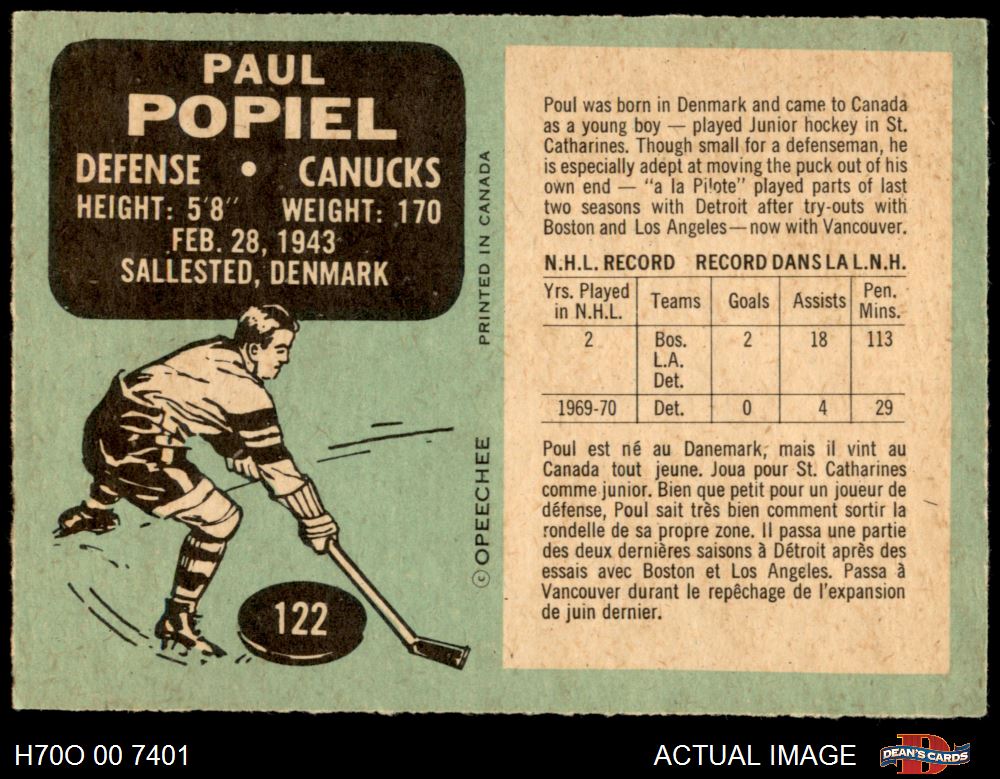 PAUL
POPIEL
DEFENSE • CANUCKS
HEIGHT: 5'8" WEIGHT: 170
FEB. 28, 1943
SALLESTED, DENMARK
122
PRINTED IN CANADA
©OPEECHEE
Poul was born in Denmark and came to Canada
as a young boy — played Junior hockey in St.
Catharines. Though small for a defenseman, he
is especially adept at moving the puck out of his
own end — "a la Pilote" played parts of last
two seasons with Detroit after try-outs with
Boston and Los Angeles—now with Vancouver.
N.H.L. RECORD RECORD DANS LA L.N.H.
Yrs. Played in N.H.L. Teams Goals Assists Pen. Mins.
2 Bos. 2 18 113
L.A.
Det.
1969-70 Det. 0 4 29
Poul est né au Danemark, mais il vint au
Canada tout jeune. Joua pour St. Catharines
comme junior. Bien que petit pour un joueur de
défense, Poul sait très bien comment sortir la
rondelle de sa propre zone. Il passa une partie
des deux dernières saisons à Détroit après des
essais avec Boston et Los Angeles. Passa à
Vancouver durant le repêchage de l'expansion
de juin dernier.
H70O 00 7401
ACTUAL IMAGE
DEAN'S CARDS